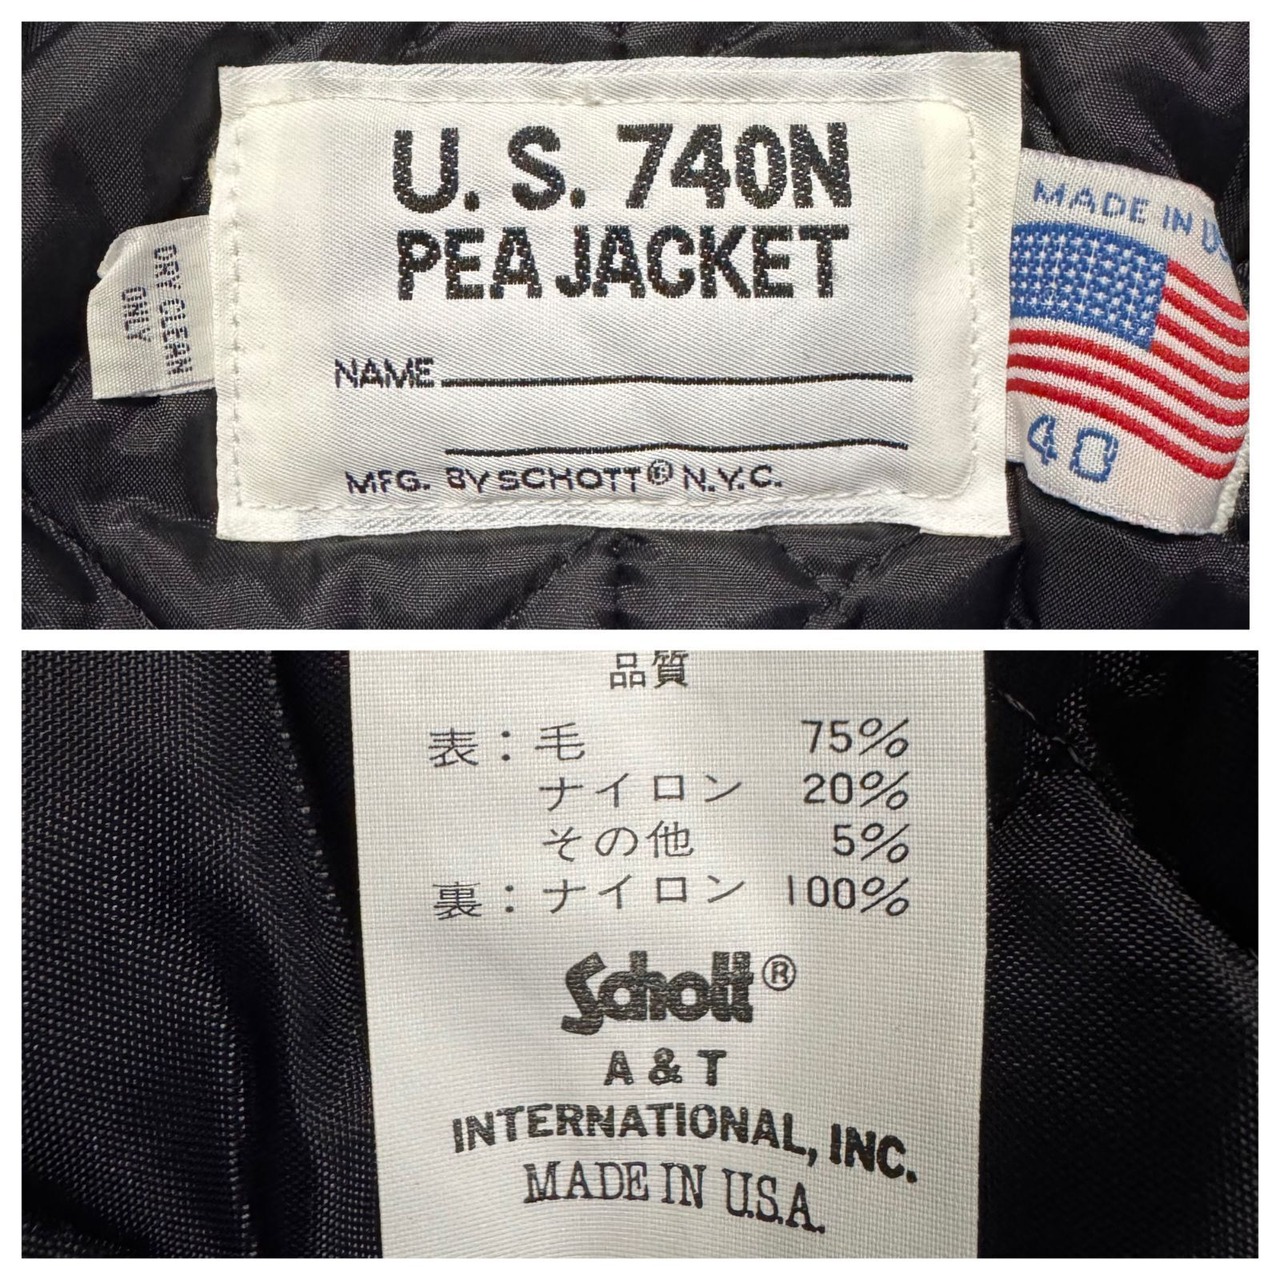 U. S. 740N
PEA JACKET
NAME
MFG. BY SCHOTT® N.Y.C.
DRY CLEAN
ONLY
MADE IN US
40
品質
表：毛 75%
ナイロン 20%
その他 5%
裏：ナイロン 100%
Schott®
A & T
INTERNATIONAL, INC.
MADE IN U.S.A.